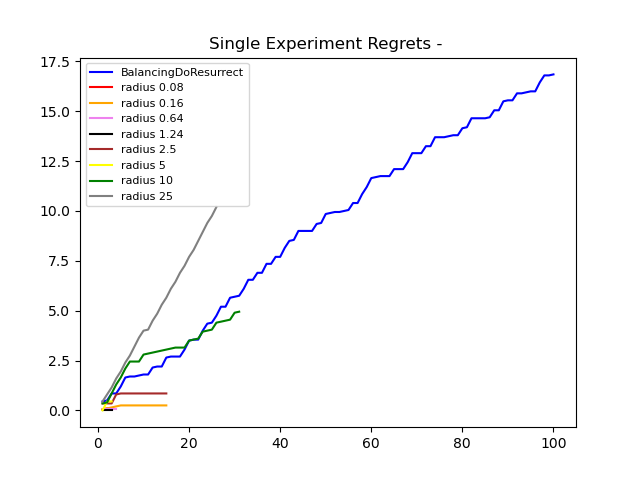 Single Experiment Regrets -
17.5
15.0
12.5
10.0
7.5
5.0
2.5
0.0
BalancingDoResurrect
radius 0.08
radius 0.16
radius 0.64
radius 1.24
radius 2.5
radius 5
radius 10
radius 25
0 20 40 60 80 100